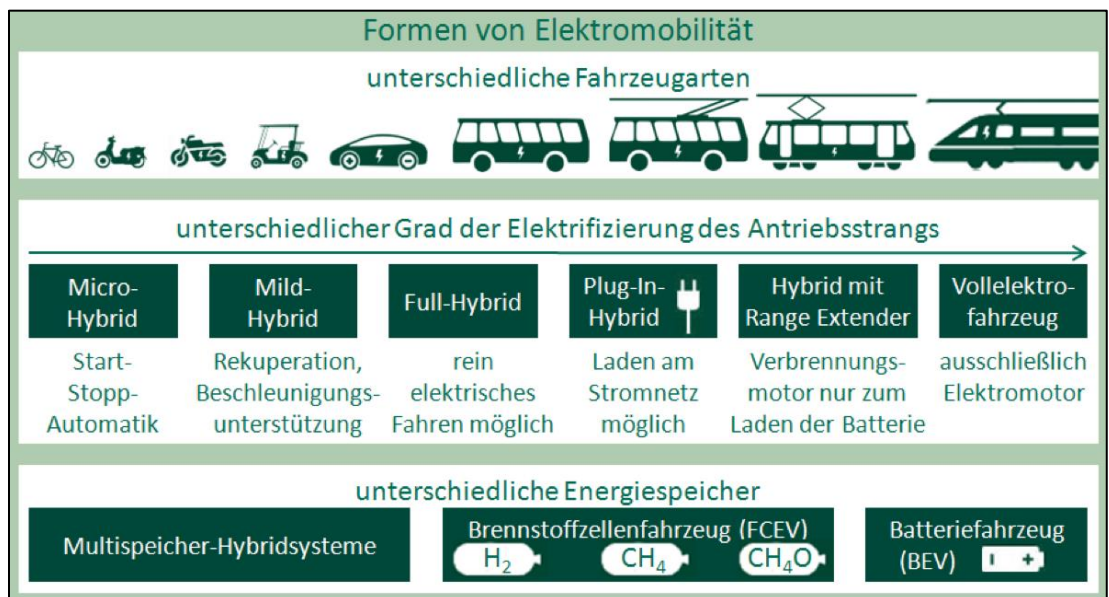 Formen von Elektromobilität
unterschiedliche Fahrzeugarten
unterschiedlicher Grad der Elektrifizierung des Antriebsstrangs
Micro-
Hybrid
Start-
Stopp-
Automatik
Mild-
Hybrid
Rekuperation,
Beschleunigungs-
unterstützung
Full-Hybrid
rein
elektrisches
Fahren möglich
Plug-In-
Hybrid
Laden am
Stromnetz
möglich
Hybrid mit
Range Extender
Verbrennungs-
motor nur zum
Laden der Batterie
Vollelektro-
fahrzeug
ausschließlich
Elektromotor
unterschiedliche Energiespeicher
Multispeicher-Hybridsysteme
Brennstoffzellenfahrzeug (FCEV)
H₂ CH₄ CH₄O
Batteriefahrzeug
(BEV)